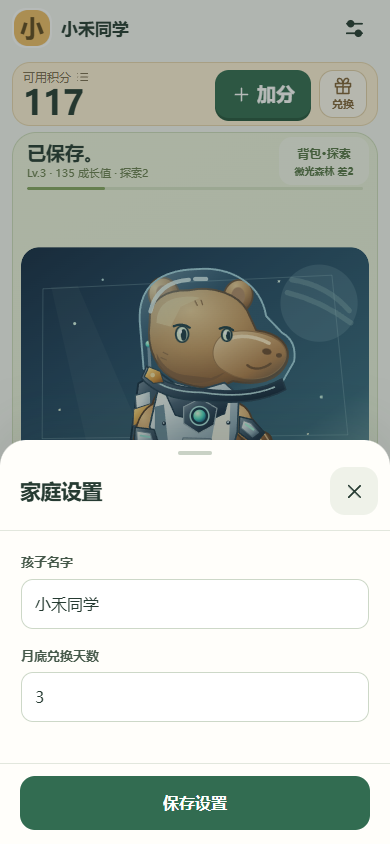 小 小禾同学
可用积分
117
＋ 加分
兑换
已保存。
Lv.3 · 135 成长值 · 探索2
背包·探索
微光森林 差2
家庭设置
孩子名字
小禾同学
月底兑换天数
3
保存设置